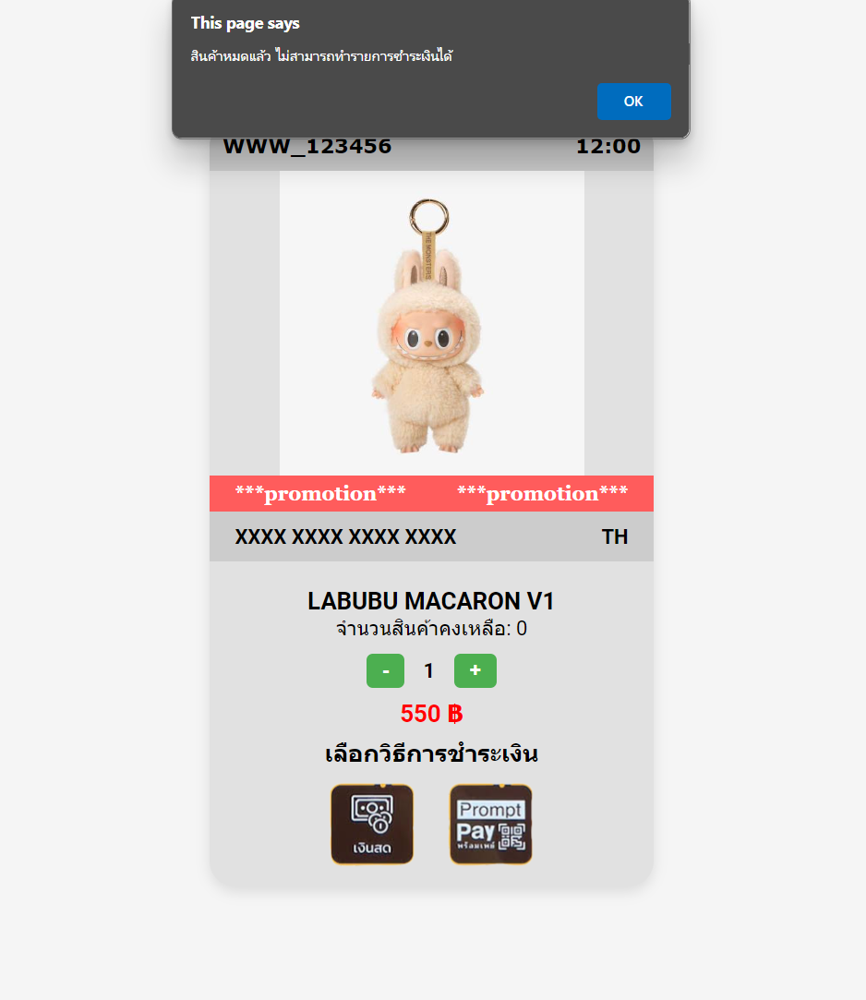 This page says
สินค้าหมดแล้ว ไม่สามารถทำรายการชำระเงินได้
OK
WWW_123456 12:00
THE MONSTERS
***promotion*** ***promotion***
XXXX XXXX XXXX XXXX TH
LABUBU MACARON V1
จำนวนสินค้าคงเหลือ: 0
- 1 +
550 ฿
เลือกวิธีการชำระเงิน
เงินสด
Prompt
Pay
พร้อมเพย์